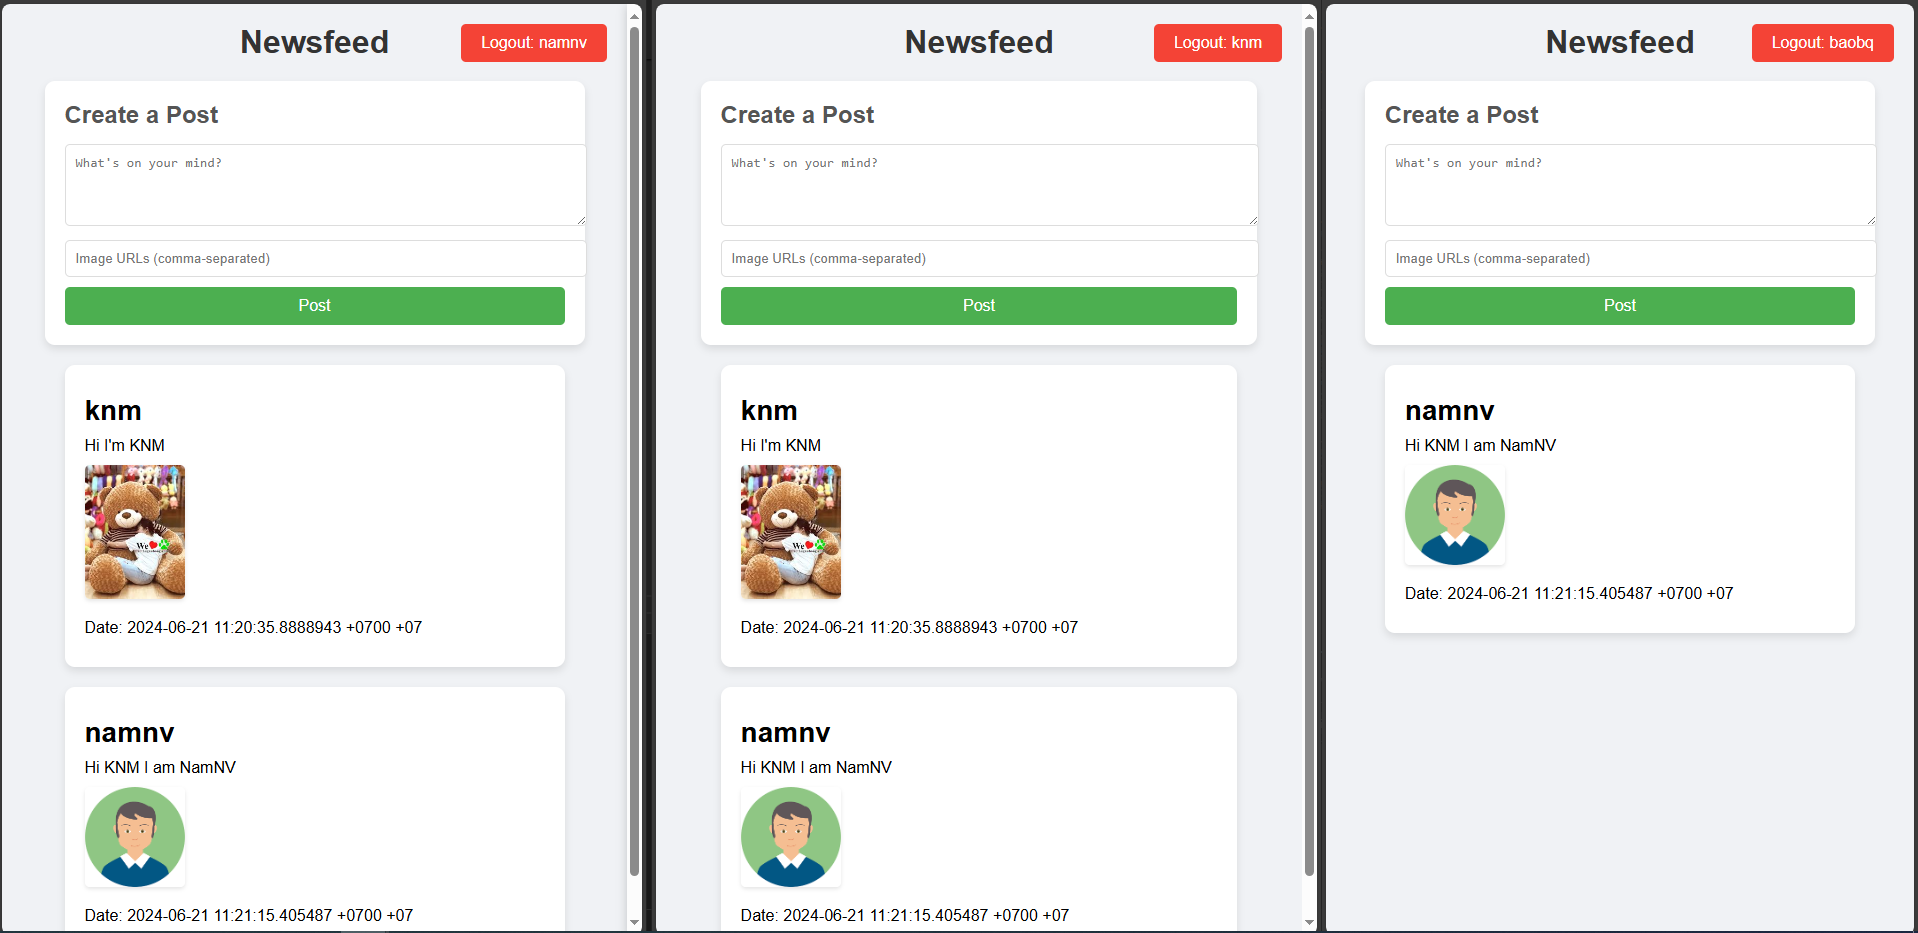 Newsfeed
Logout: namnv
Create a Post
What's on your mind?
Image URLs (comma-separated)
Post
knm
Hi I'm KNM
We
Date: 2024-06-21 11:20:35.8888943 +0700 +07
namnv
Hi KNM I am NamNV
Date: 2024-06-21 11:21:15.405487 +0700 +07
Newsfeed
Logout: knm
Create a Post
What's on your mind?
Image URLs (comma-separated)
Post
knm
Hi I'm KNM
We
Date: 2024-06-21 11:20:35.8888943 +0700 +07
namnv
Hi KNM I am NamNV
Date: 2024-06-21 11:21:15.405487 +0700 +07
Newsfeed
Logout: baobq
Create a Post
What's on your mind?
Image URLs (comma-separated)
Post
namnv
Hi KNM I am NamNV
Date: 2024-06-21 11:21:15.405487 +0700 +07